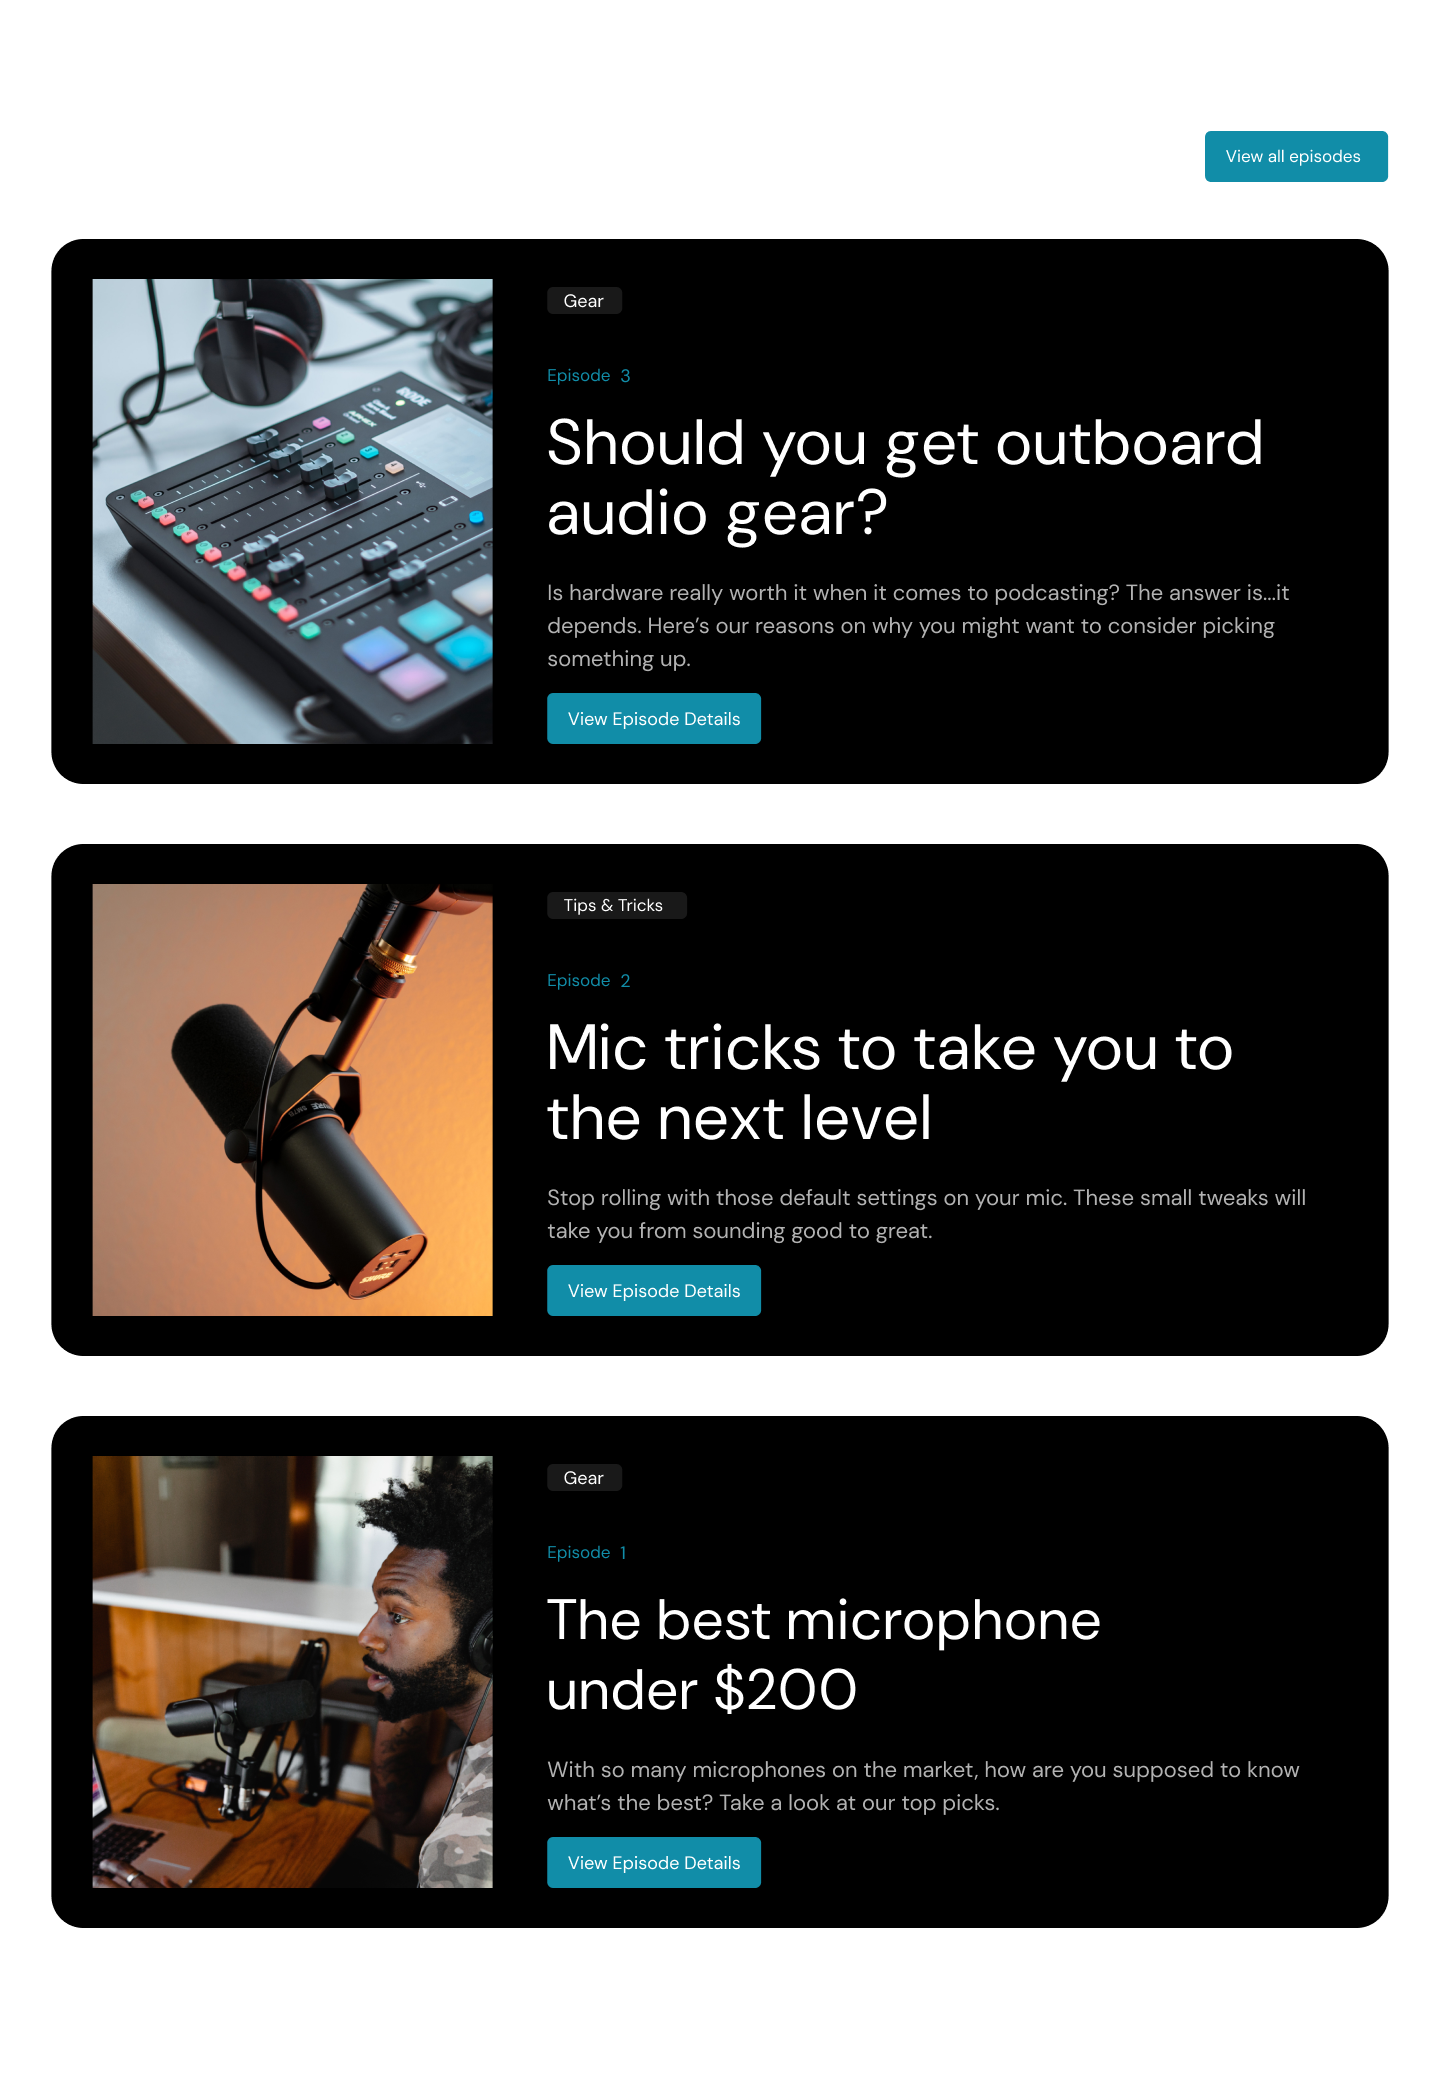 View all episodes
RØDE
Gear
Episode 3
Should you get outboard
audio gear?
Is hardware really worth it when it comes to podcasting? The answer is...it
depends. Here’s our reasons on why you might want to consider picking
something up.
View Episode Details
Tips & Tricks
Episode 2
Mic tricks to take you to
the next level
Stop rolling with those default settings on your mic. These small tweaks will
take you from sounding good to great.
View Episode Details
Gear
Episode 1
The best microphone
under $200
With so many microphones on the market, how are you supposed to know
what’s the best? Take a look at our top picks.
View Episode Details